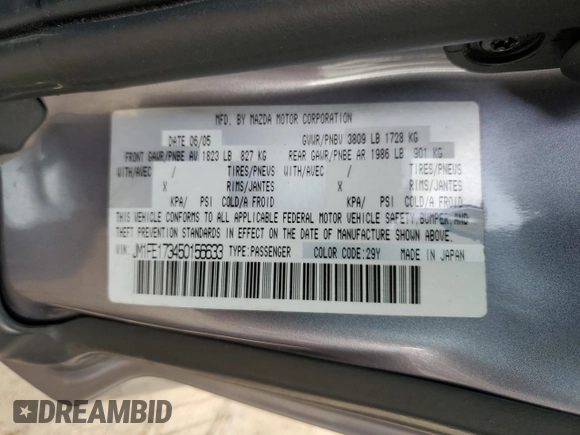 MFD. BY MAZDA MOTOR CORPORATION
DATE 06/05 GVWR/PNBV 3809 LB 1728 KG
FRONT GAWR/PNBE AV 1823 LB 827 KG REAR GAWR/PNBE AR 1986 LB 901 KG
WITH/AVEC / TIRES/PNEUS WITH/AVEC / TIRES/PNEUS
X RIMS/JANTES X RIMS/JANTES
KPA/ PSI COLD/A FROID KPA/ PSI COLD/A FROID
THIS VEHICLE CONFORMS TO ALL APPLICABLE FEDERAL MOTOR VEHICLE SAFETY, BUMPER, AND
THEFT PREVENTION STANDARDS IN EFFECT ON THE DATE OF MANUFACTURE SHOWN ABOVE.
VIN: JM1FE173450156633 TYPE:PASSENGER COLOR CODE:29Y MADE IN JAPAN
DREAMBID